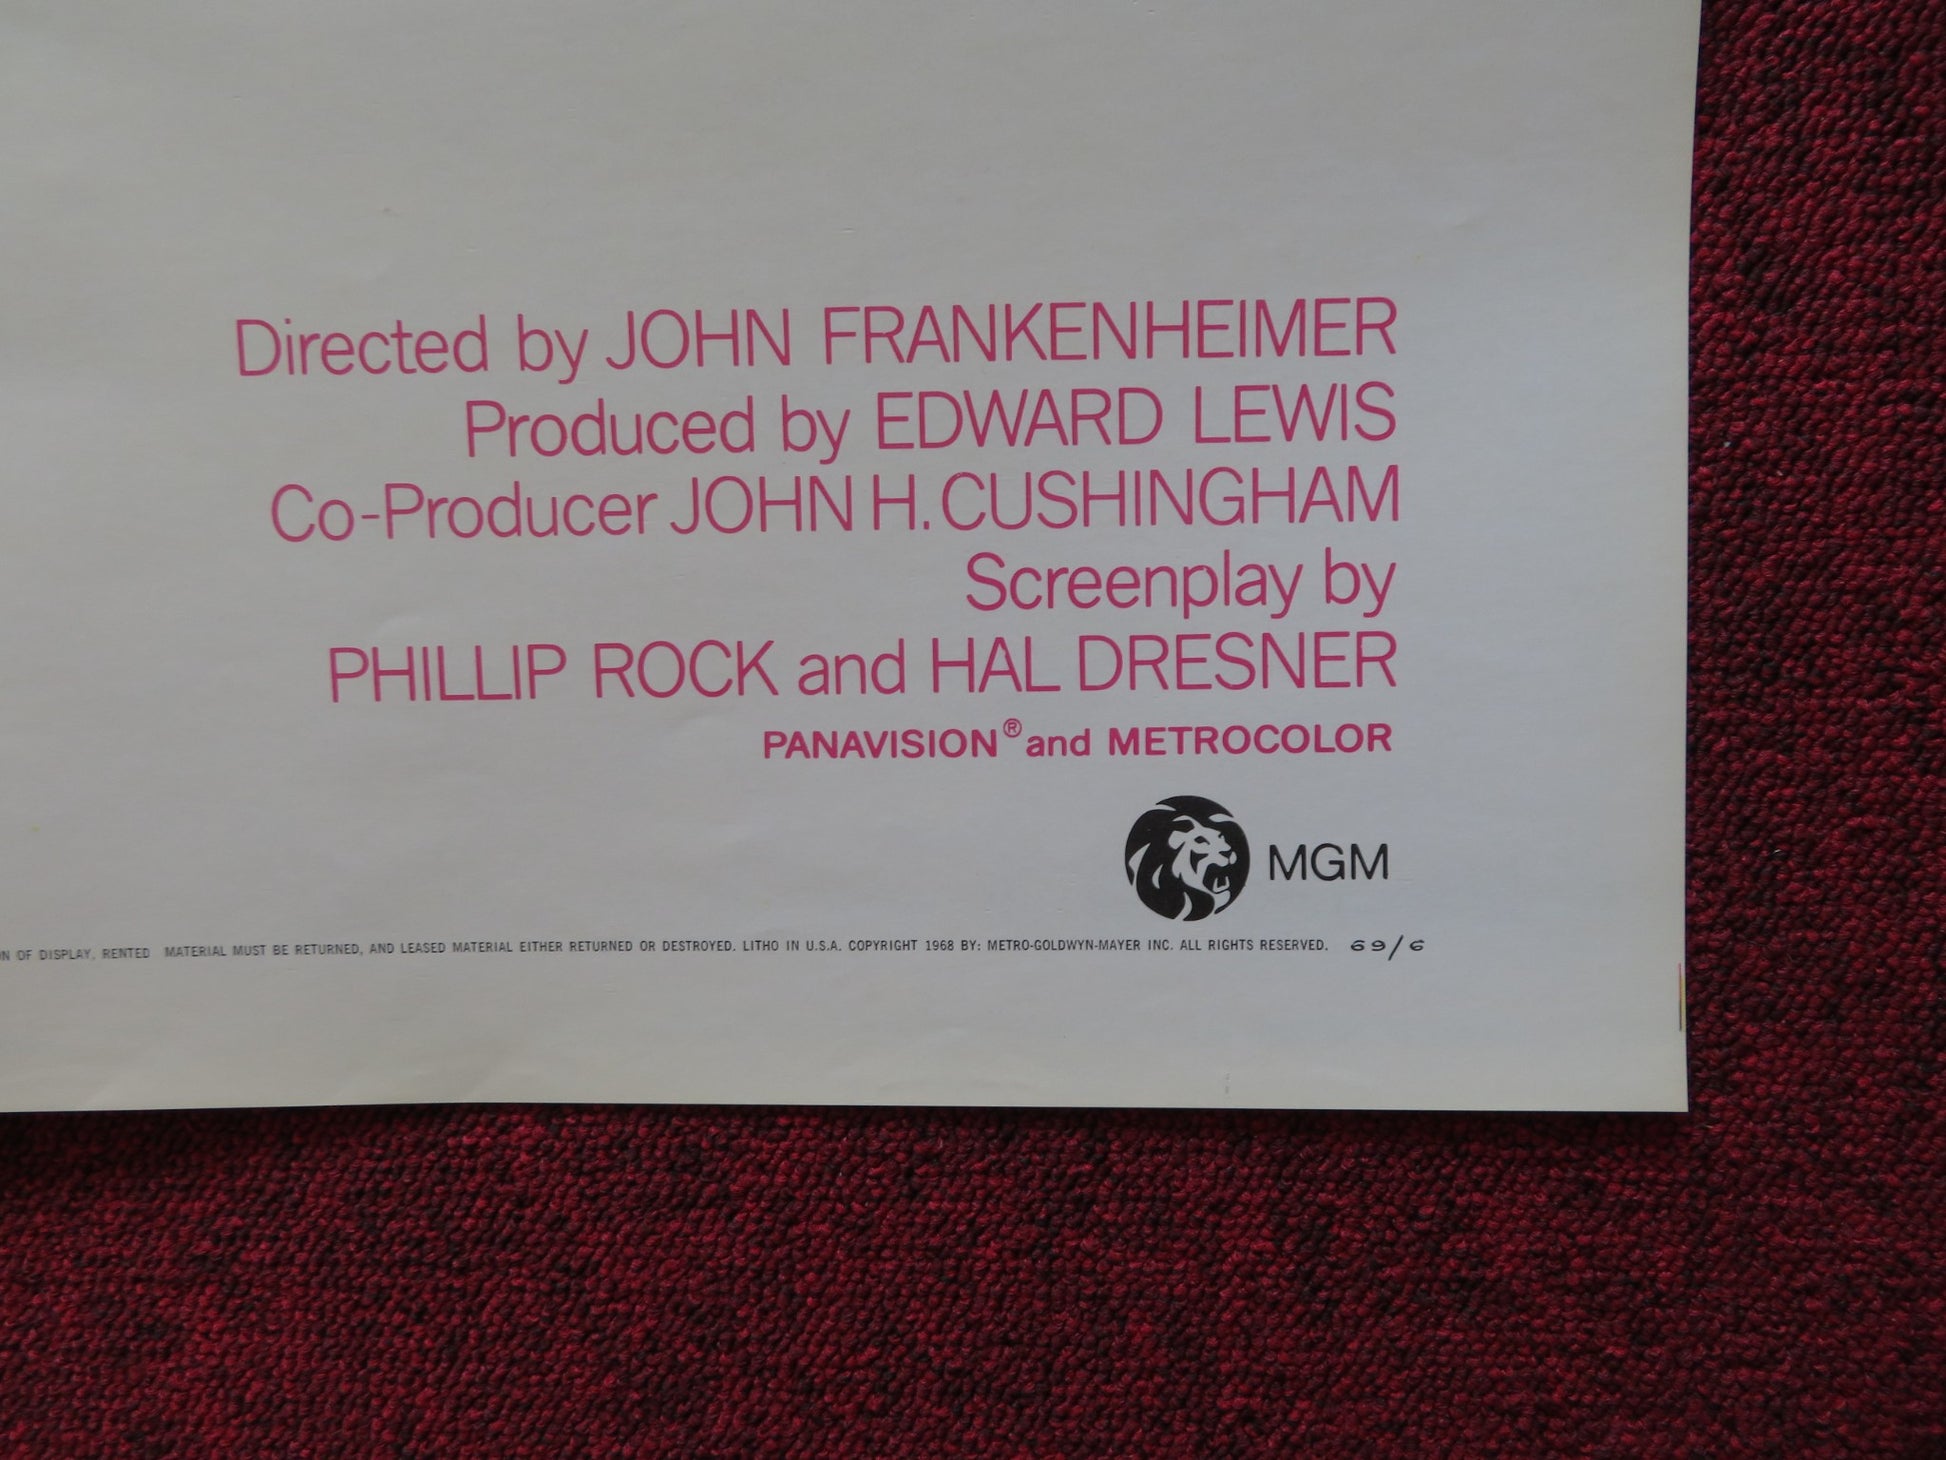 Directed by JOHN FRANKENHEIMER
Produced by EDWARD LEWIS
Co-Producer JOHN H. CUSHINGHAM
Screenplay by
PHILLIP ROCK and HAL DRESNER
PANAVISION® and METROCOLOR
MGM
OF DISPLAY, RENTED MATERIAL MUST BE RETURNED, AND LEASED MATERIAL EITHER RETURNED OR DESTROYED. LITHO IN U.S.A. COPYRIGHT 1968 BY: METRO-GOLDWYN-MAYER INC. ALL RIGHTS RESERVED. 69/6